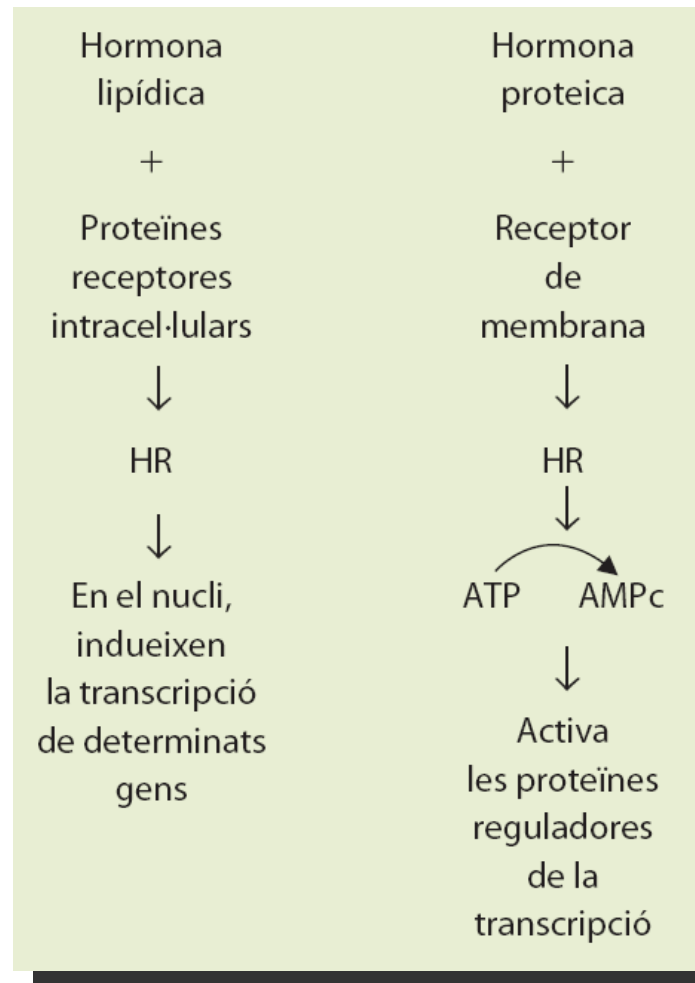 Hormona
lipídica
+
Proteïnes
receptores
intracel·lulars
↓
HR
↓
En el nucli,
indueixen
la transcripció
de determinats
gens
Hormona
proteica
+
Receptor
de
membrana
↓
HR
↓
ATP AMPc
↓
Activa
les proteïnes
reguladores
de la
transcripció